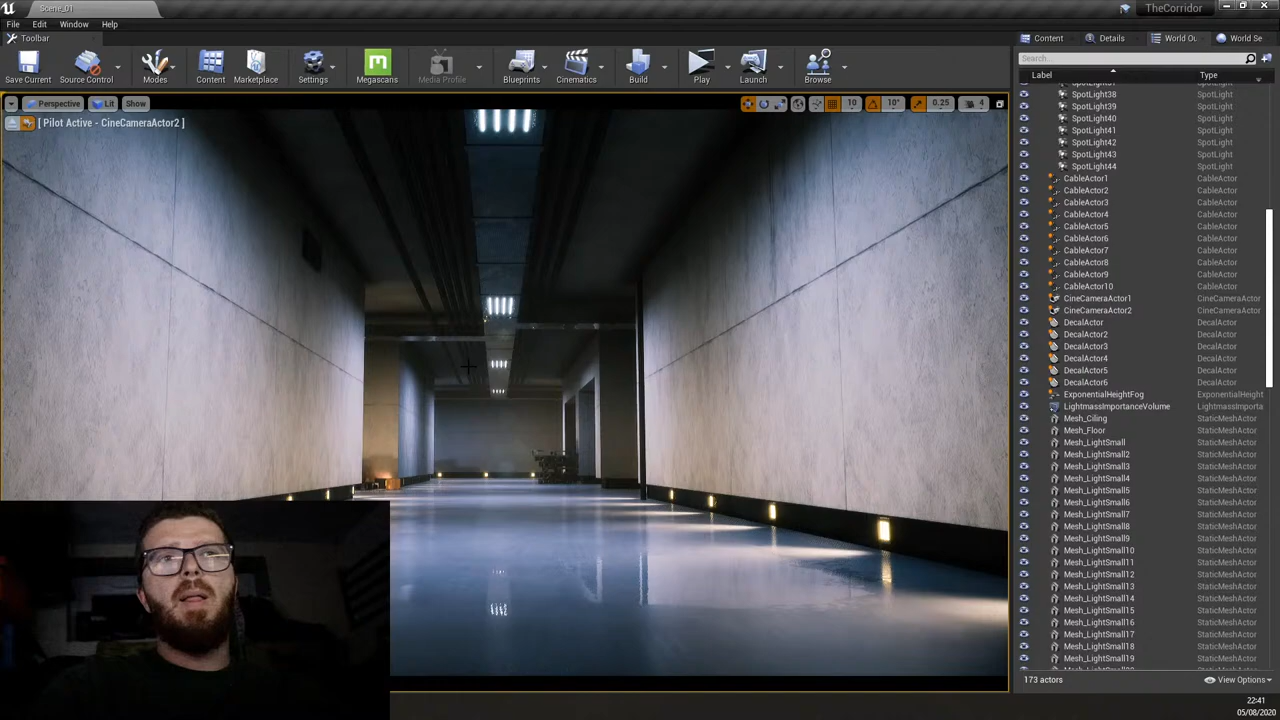 Scene_01
TheCorridor
File Edit Window Help
Toolbar
Content Details World Ou World Se
Save Current Source Control Modes Content Marketplace Settings Megascans Media Profile Blueprints Cinematics Build Play Launch Browse
Search...
Label Type
Perspective Lit Show 10 10° 0.25 4
[ Pilot Active - CineCameraActor2 ]
SpotLight38 SpotLight
SpotLight39 SpotLight
SpotLight40 SpotLight
SpotLight41 SpotLight
SpotLight42 SpotLight
SpotLight43 SpotLight
SpotLight44 SpotLight
CableActor1 CableActor
CableActor2 CableActor
CableActor3 CableActor
CableActor4 CableActor
CableActor5 CableActor
CableActor6 CableActor
CableActor7 CableActor
CableActor8 CableActor
CableActor9 CableActor
CableActor10 CableActor
CineCameraActor1 CineCameraActor
CineCameraActor2 CineCameraActor
DecalActor DecalActor
DecalActor2 DecalActor
DecalActor3 DecalActor
DecalActor4 DecalActor
DecalActor5 DecalActor
DecalActor6 DecalActor
ExponentialHeightFog ExponentialHeight
LightmassImportanceVolume LightmassImporta
Mesh_Ciling StaticMeshActor
Mesh_Floor StaticMeshActor
Mesh_LightSmall StaticMeshActor
Mesh_LightSmall2 StaticMeshActor
Mesh_LightSmall3 StaticMeshActor
Mesh_LightSmall4 StaticMeshActor
Mesh_LightSmall5 StaticMeshActor
Mesh_LightSmall6 StaticMeshActor
Mesh_LightSmall7 StaticMeshActor
Mesh_LightSmall8 StaticMeshActor
Mesh_LightSmall9 StaticMeshActor
Mesh_LightSmall10 StaticMeshActor
Mesh_LightSmall11 StaticMeshActor
Mesh_LightSmall12 StaticMeshActor
Mesh_LightSmall13 StaticMeshActor
Mesh_LightSmall14 StaticMeshActor
Mesh_LightSmall15 StaticMeshActor
Mesh_LightSmall16 StaticMeshActor
Mesh_LightSmall17 StaticMeshActor
Mesh_LightSmall18 StaticMeshActor
Mesh_LightSmall19 StaticMeshActor
173 actors View Options
22:41
05/08/2020